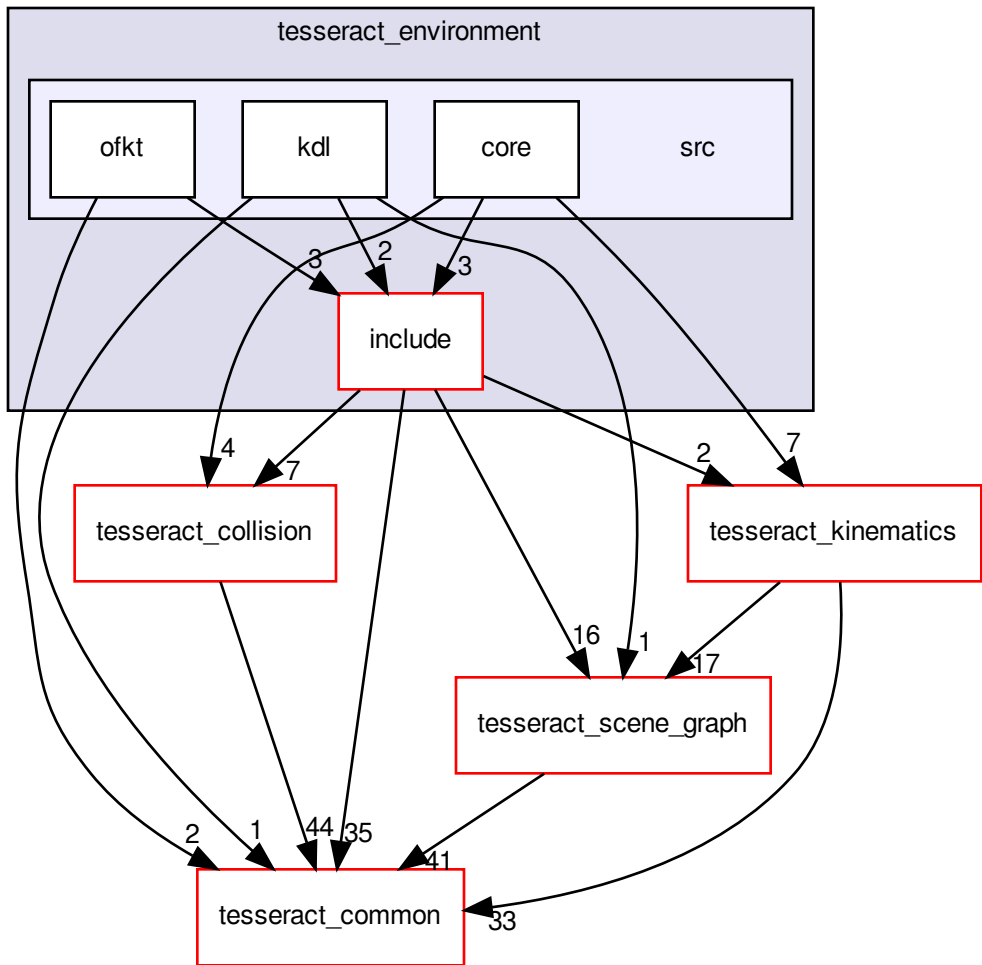 tesseract_environment
ofkt
kdl
core
src
3
2
3
include
4
7
2
7
tesseract_collision
tesseract_kinematics
16
1
17
tesseract_scene_graph
2
1
44
35
41
tesseract_common
33